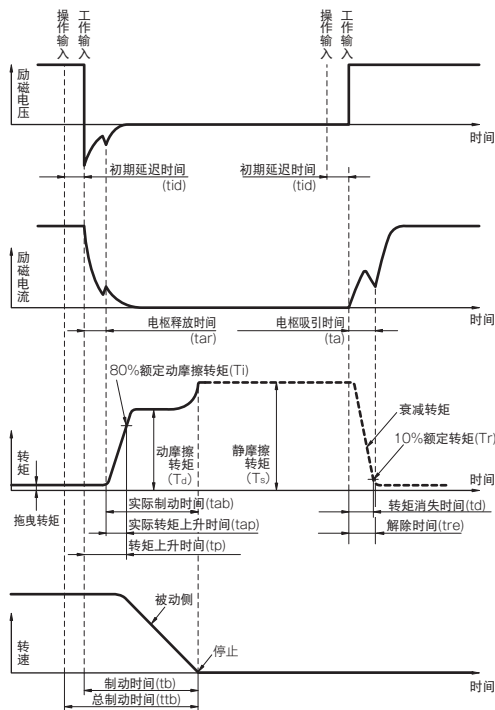 操作输入
工作输入
操作输入
工作输入
励磁电压
时间
初期延迟时间
(tid)
初期延迟时间
(tid)
励磁电流
时间
电枢释放时间
(tar)
电枢吸引时间
(ta)
80%额定动摩擦转矩(Ti)
衰减转矩
10%额定转矩(Tr)
转矩
动摩擦
转矩
(Td)
静摩擦
转矩
(Ts)
时间
拖曳转矩
实际制动时间(tab)
转矩消失时间(td)
实际转矩上升时间(tap)
解除时间(tre)
转矩上升时间(tp)
被动侧
转速
停止
时间
制动时间(tb)
总制动时间(ttb)